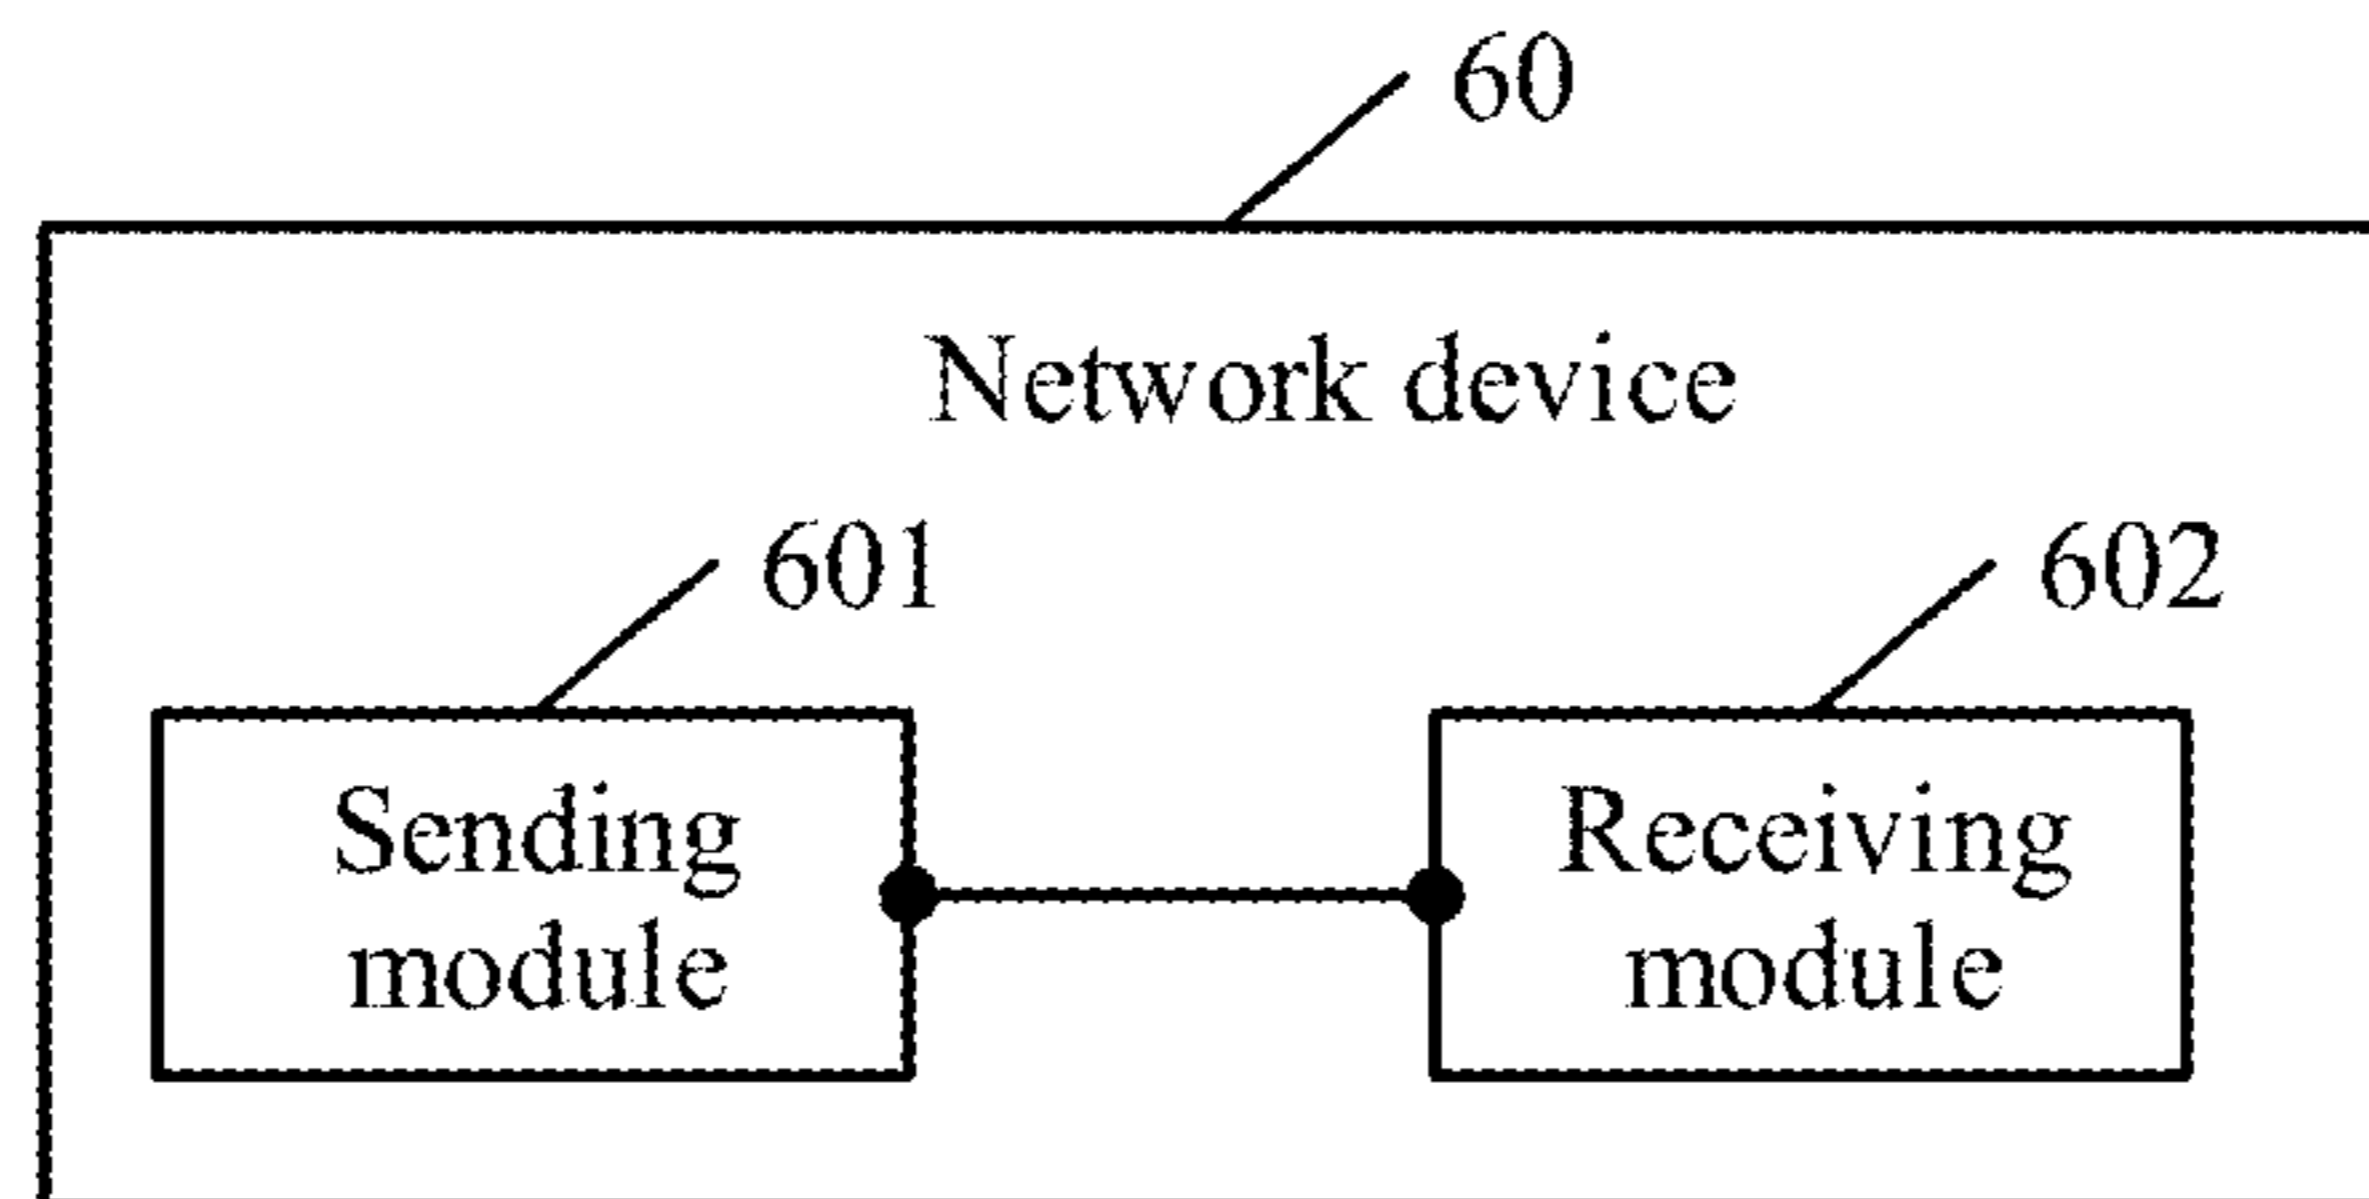 60
Network device
601
602
Sending
module
Receiving
module